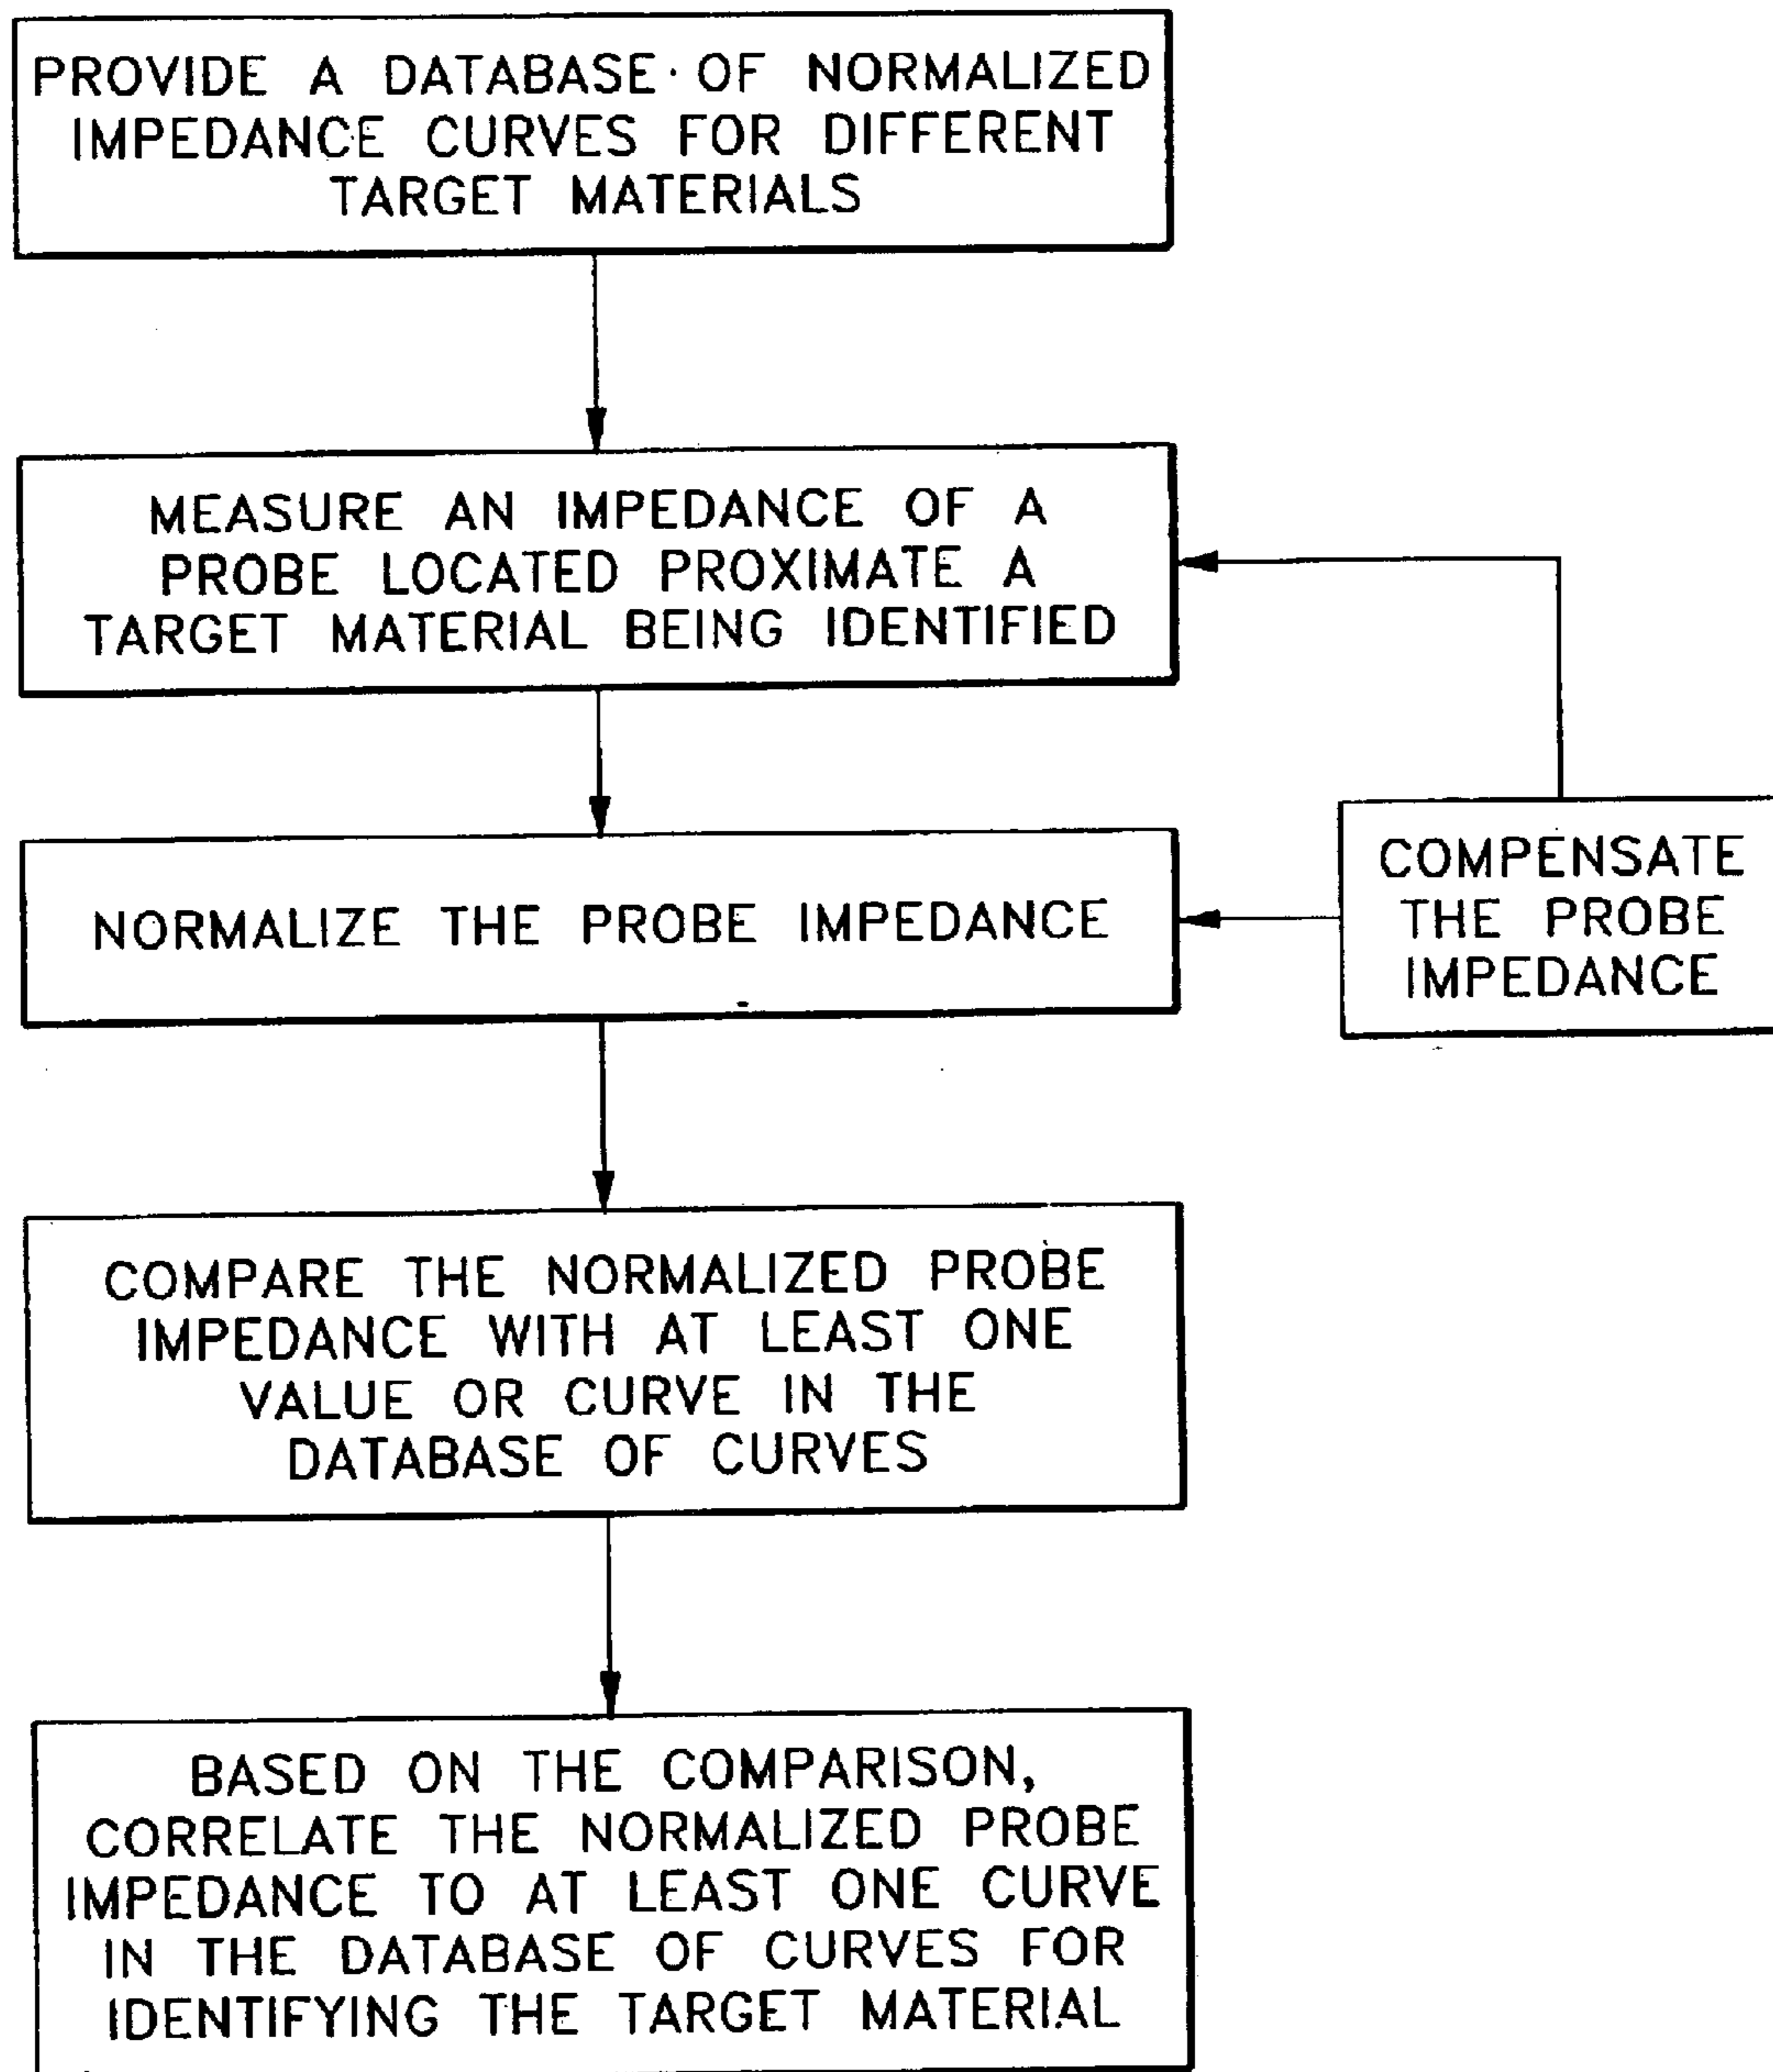 PROVIDE A DATABASE OF NORMALIZED
IMPEDANCE CURVES FOR DIFFERENT
TARGET MATERIALS
MEASURE AN IMPEDANCE OF A
PROBE LOCATED PROXIMATE A
TARGET MATERIAL BEING IDENTIFIED
NORMALIZE THE PROBE IMPEDANCE
COMPENSATE
THE PROBE
IMPEDANCE
COMPARE THE NORMALIZED PROBE
IMPEDANCE WITH AT LEAST ONE
VALUE OR CURVE IN THE
DATABASE OF CURVES
BASED ON THE COMPARISON,
CORRELATE THE NORMALIZED PROBE
IMPEDANCE TO AT LEAST ONE CURVE
IN THE DATABASE OF CURVES FOR
IDENTIFYING THE TARGET MATERIAL